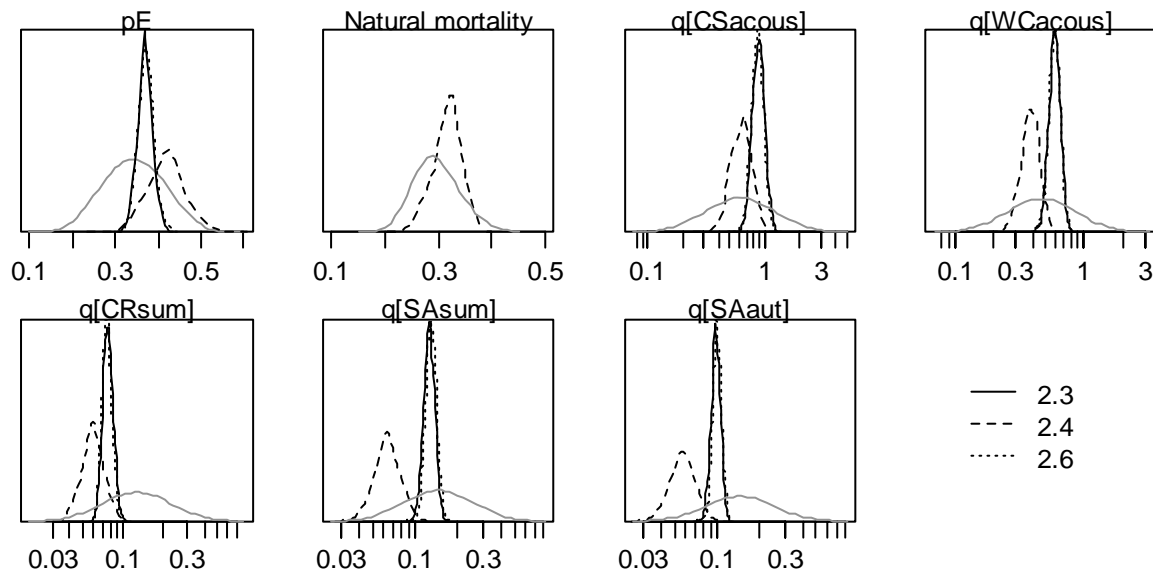 pE Natural mortality q[CSacous] q[WCacous]
0.1 0.3 0.5 0.1 0.3 0.5 0.1 1 3 0.1 0.3 1 3
q[CRsum] q[SAsum] q[SAaut]
2.3
2.4
2.6
0.03 0.1 0.3 0.03 0.1 0.3 0.03 0.1 0.3